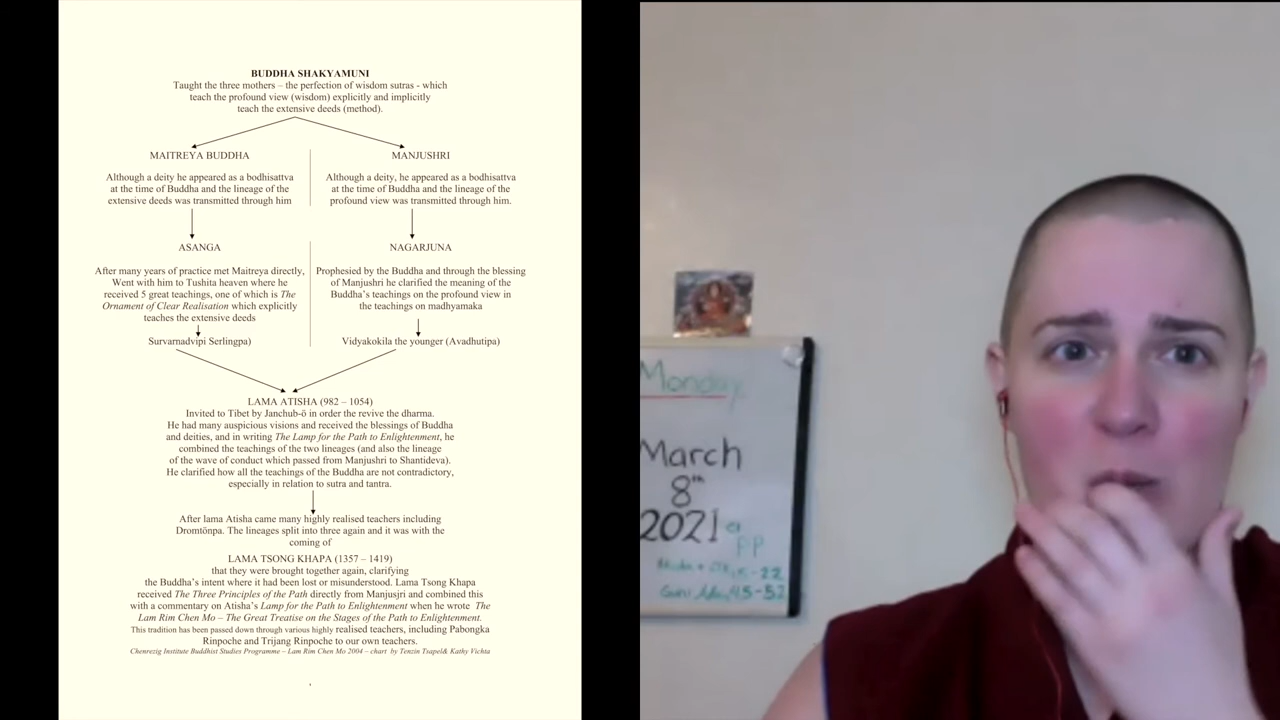 BUDDHA SHAKYAMUNI
Taught the three mothers – the perfection of wisdom sutras - which
teach the profound view (wisdom) explicitly and implicitly
teach the extensive deeds (method).
MAITREYA BUDDHA
Although a deity he appeared as a bodhisattva
at the time of Buddha and the lineage of the
extensive deeds was transmitted through him
MANJUSHRI
Although a deity, he appeared as a bodhisattva
at the time of Buddha and the lineage of the
profound view was transmitted through him.
ASANGA
After many years of practice met Maitreya directly,
Went with him to Tushita heaven where he
received 5 great teachings, one of which is The
Ornament of Clear Realisation which explicitly
teaches the extensive deeds
Survarnadvipi Serlingpa)
NAGARJUNA
Prophesied by the Buddha and through the blessing
of Manjushri he clarified the meaning of the
Buddha's teachings on the profound view in
the teachings on madhyamaka
Vidyakokila the younger (Avadhutipa)
LAMA ATISHA (982 – 1054)
Invited to Tibet by Janchub-ö in order the revive the dharma.
He had many auspicious visions and received the blessings of Buddha
and deities, and in writing The Lamp for the Path to Enlightenment, he
combined the teachings of the two lineages (and also the lineage
of the wave of conduct which passed from Manjushri to Shantideva).
He clarified how all the teachings of the Buddha are not contradictory,
especially in relation to sutra and tantra.
After lama Atisha came many highly realised teachers including
Dromtönpa. The lineages split into three again and it was with the
coming of
LAMA TSONG KHAPA (1357 – 1419)
that they were brought together again, clarifying
the Buddha's intent where it had been lost or misunderstood. Lama Tsong Khapa
received The Three Principles of the Path directly from Manjusjri and combined this
with a commentary on Atisha's Lamp for the Path to Enlightenment when he wrote The
Lam Rim Chen Mo – The Great Treatise on the Stages of the Path to Enlightenment.
This tradition has been passed down through various highly realised teachers, including Pabongka
Rinpoche and Trijang Rinpoche to our own teachers.
Chenrezig Institute Buddhist Studies Programme – Lam Rim Chen Mo 2004 – chart by Tenzin Tsapel& Kathy Vichta
Monday
March
8th
2021
pp